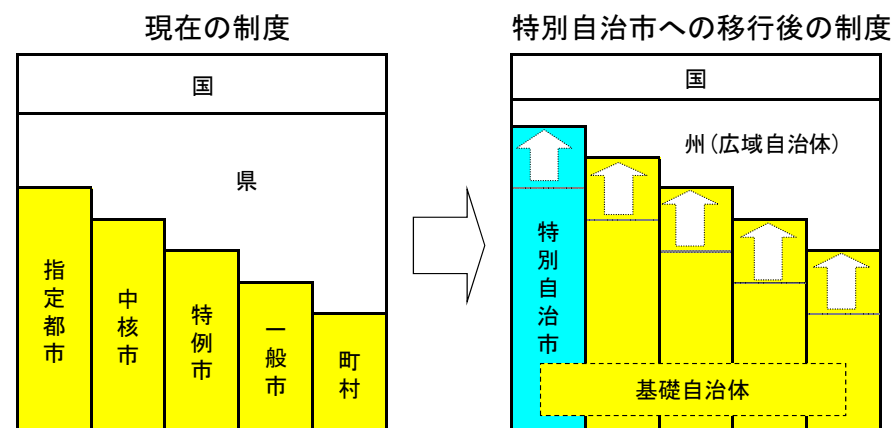 現在の制度
国
県
指定都市
中核市
特例市
一般市
町村
特別自治市への移行後の制度
国
州(広域自治体)
特別自治市
基礎自治体